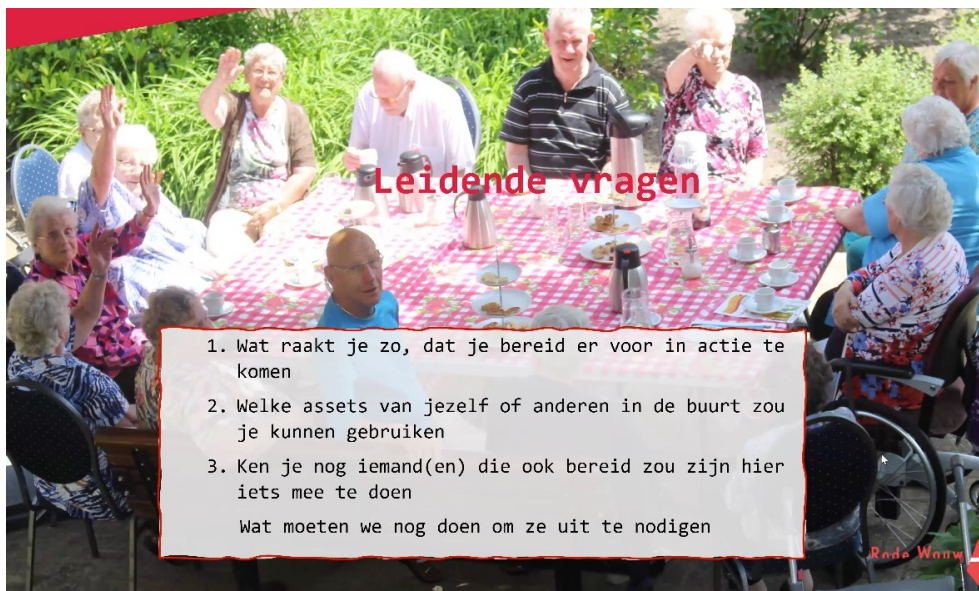 Leidende vragen
1. Wat raakt je zo, dat je bereid er voor in actie te
komen
2. Welke assets van jezelf of anderen in de buurt zou
je kunnen gebruiken
3. Ken je nog iemand(en) die ook bereid zou zijn hier
iets mee te doen
Wat moeten we nog doen om ze uit te nodigen
Rode Wouw